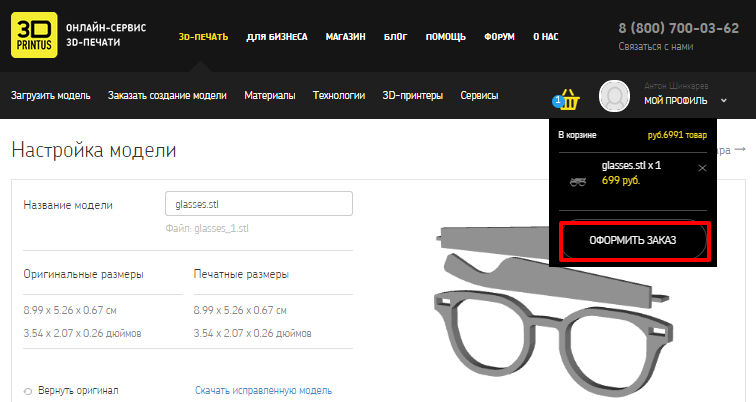 3D
PRINTUS
ОНЛАЙН-СЕРВИС
3D-ПЕЧАТИ
3D-ПЕЧАТЬ ДЛЯ БИЗНЕСА МАГАЗИН БЛОГ ПОМОЩЬ ФОРУМ О НАС
8 (800) 700-03-62
Связаться с нами
Загрузить модель Заказать создание модели Материалы Технологии 3D-принтеры Сервисы
1
Антон Шинкарев
МОЙ ПРОФИЛЬ
В корзине руб.6991 товар
glasses.stl x 1
699 руб.
ОФОРМИТЬ ЗАКАЗ
Настройка модели
Название модели glasses.stl
Файл: glasses_1.stl
Оригинальные размеры Печатные размеры
8.99 x 5.26 x 0.67 см 8.99 x 5.26 x 0.67 см
3.54 x 2.07 x 0.26 дюймов 3.54 x 2.07 x 0.26 дюймов
Вернуть оригинал Скачать исправленную модель